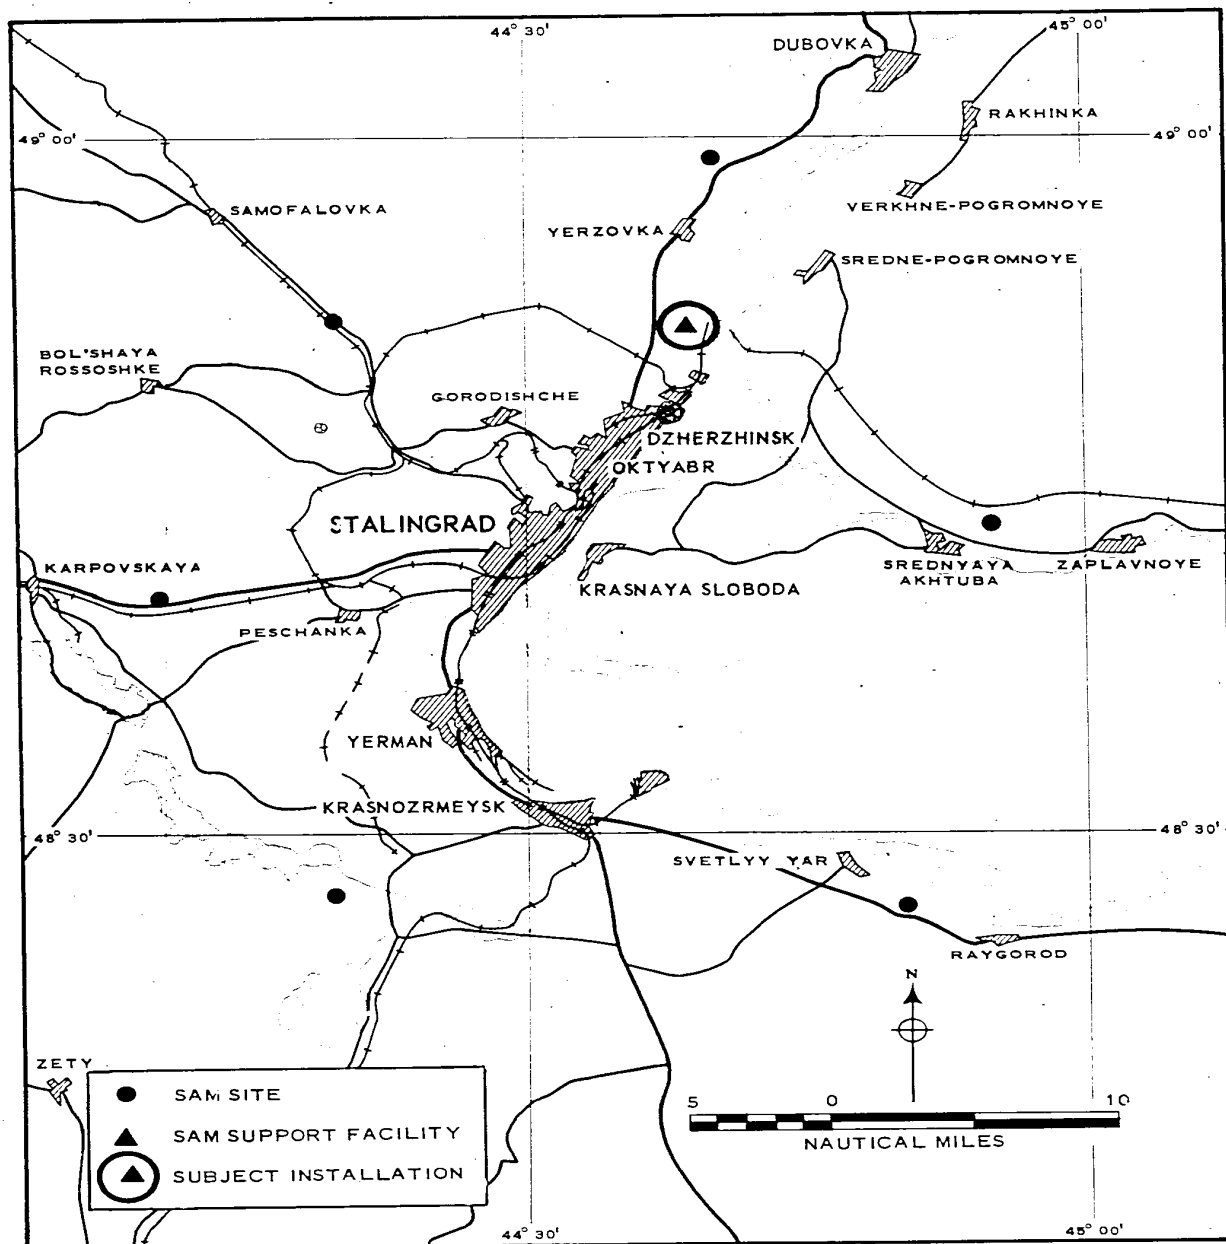 44° 30'
45° 00'
DUBOVKA
RAKHINKA
49° 00'
49° 00'
VERKHNE-POGROMNOYE
SAMOFALOVKA
YERZOVKA
SREDNE-POGROMNOYE
BOL'SHAYA
ROSSOSHKE
GORODISHCHE
DZHERZHINSK
OKTYABR
STALINGRAD
KARPOVSKAYA
KRASNAYA SLOBODA
SREDNYAYA
AKHTUBA
ZAPLAVNOYE
PESCHANKA
YERMAN
KRASNOZRMEYSK
48° 30'
48° 30'
SVETLYY YAR
RAYGOROD
N
ZETY
SAM SITE
SAM SUPPORT FACILITY
SUBJECT INSTALLATION
5 0 10
NAUTICAL MILES
44° 30'
45° 00'